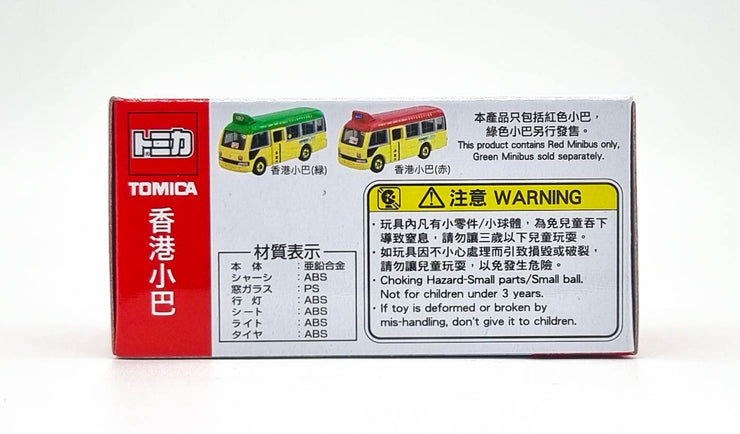 トミカ
TOMICA
香港小巴
香港小巴(緑)
香港小巴(赤)
本產品只包括紅色小巴，
綠色小巴另行發售。
This product contains Red Minibus only,
Green Minibus sold separately.
材質表示
本体：亜鉛合金
シャーシ：ABS
窓ガラス：PS
行灯：ABS
シート：ABS
ライト：ABS
タイヤ：ABS
注意 WARNING
・玩具內凡有小零件/小球體，為免兒童吞下
導致窒息，請勿讓三歲以下兒童玩耍。
・如玩具因不小心處理而引致損毀或破裂，
請勿讓兒童玩耍，以免發生危險。
・Choking Hazard-Small parts/Small ball.
Not for children under 3 years.
・If toy is deformed or broken by
mis-handling, don't give it to children.